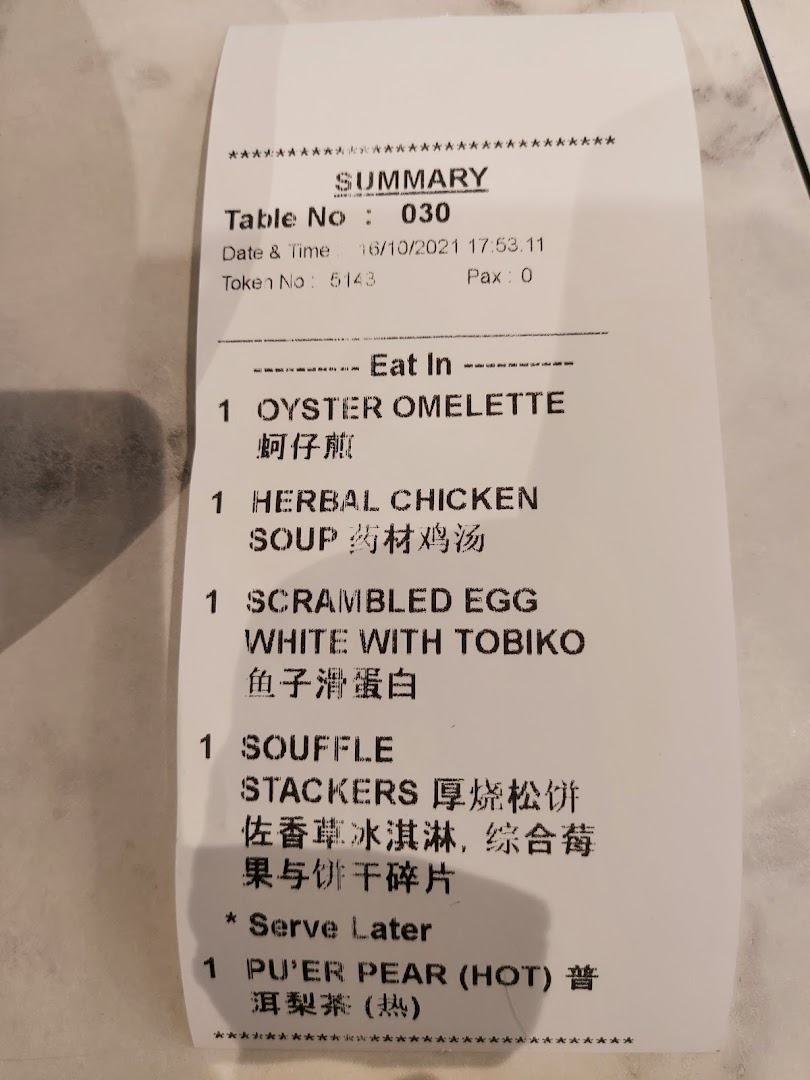 **********************************
SUMMARY
Table No : 030
Date & Time : 16/10/2021 17:53:11
Token No : 5143 Pax : 0
---------- Eat In ----------
1 OYSTER OMELETTE
蚵仔煎
1 HERBAL CHICKEN
SOUP 药材鸡汤
1 SCRAMBLED EGG
WHITE WITH TOBIKO
鱼子滑蛋白
1 SOUFFLE
STACKERS 厚烧松饼
佐香草冰淇淋, 综合莓
果与饼干碎片
* Serve Later
1 PU'ER PEAR (HOT) 普
洱梨茶 (热)
**********************************